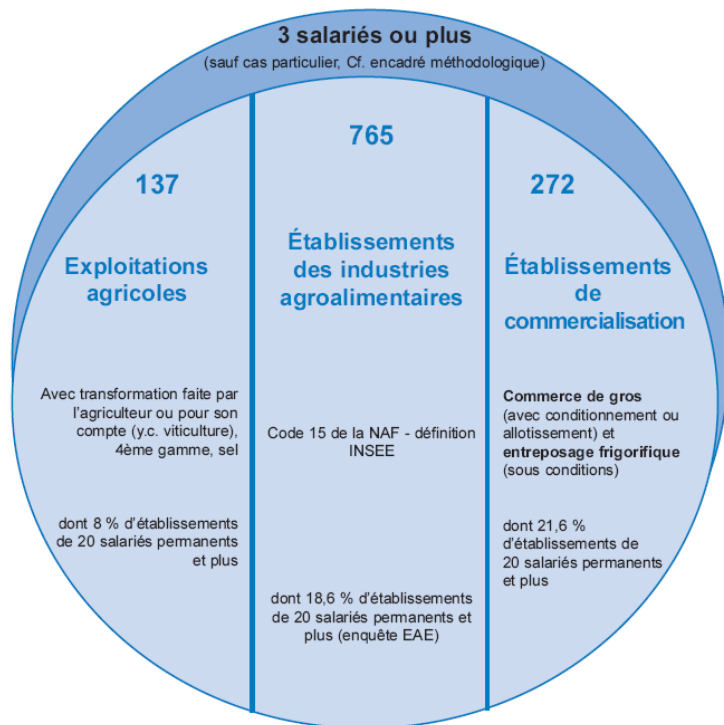 3 salariés ou plus
(sauf cas particulier, Cf. encadré méthodologique)
137
Exploitations
agricoles
Avec transformation faite par
l'agriculteur ou pour son
compte (y.c. viticulture),
4ème gamme, sel
dont 8 % d'établissements
de 20 salariés permanents
et plus
765
Établissements
des industries
agroalimentaires
Code 15 de la NAF - définition
INSEE
dont 18,6 % d'établissements
de 20 salariés permanents et
plus (enquête EAE)
272
Établissements
de
commercialisation
Commerce de gros
(avec conditionnement ou
allotissement) et
entreposage frigorifique
(sous conditions)
dont 21,6 %
d'établissements de
20 salariés permanents
et plus